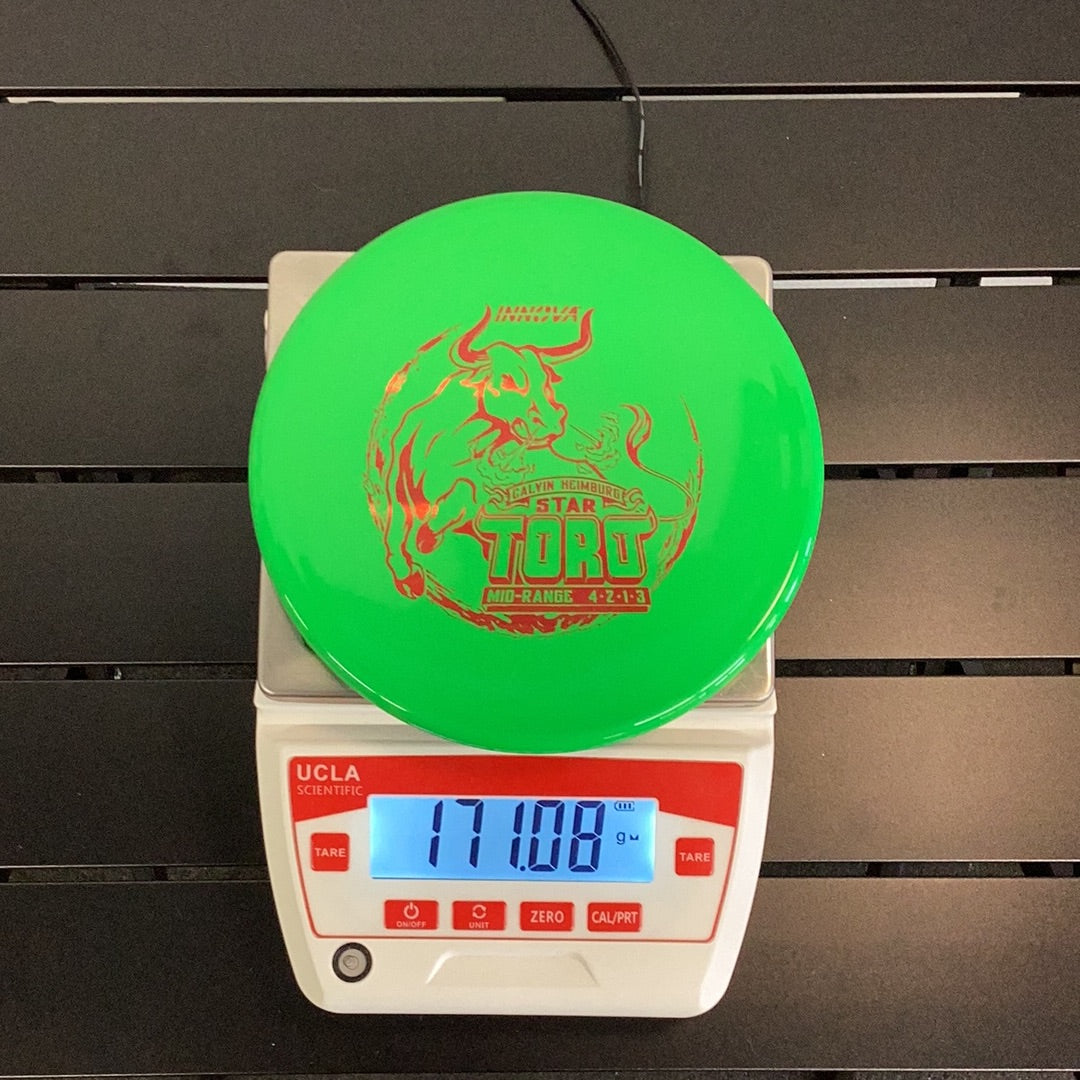 INNOVA
CALVIN HEIMBURG
STAR
TORO
MID-RANGE 4·2·1·3
UCLA
SCIENTIFIC
171.08 g
TARE
TARE
ON/OFF
UNIT
ZERO
CAL/PRT